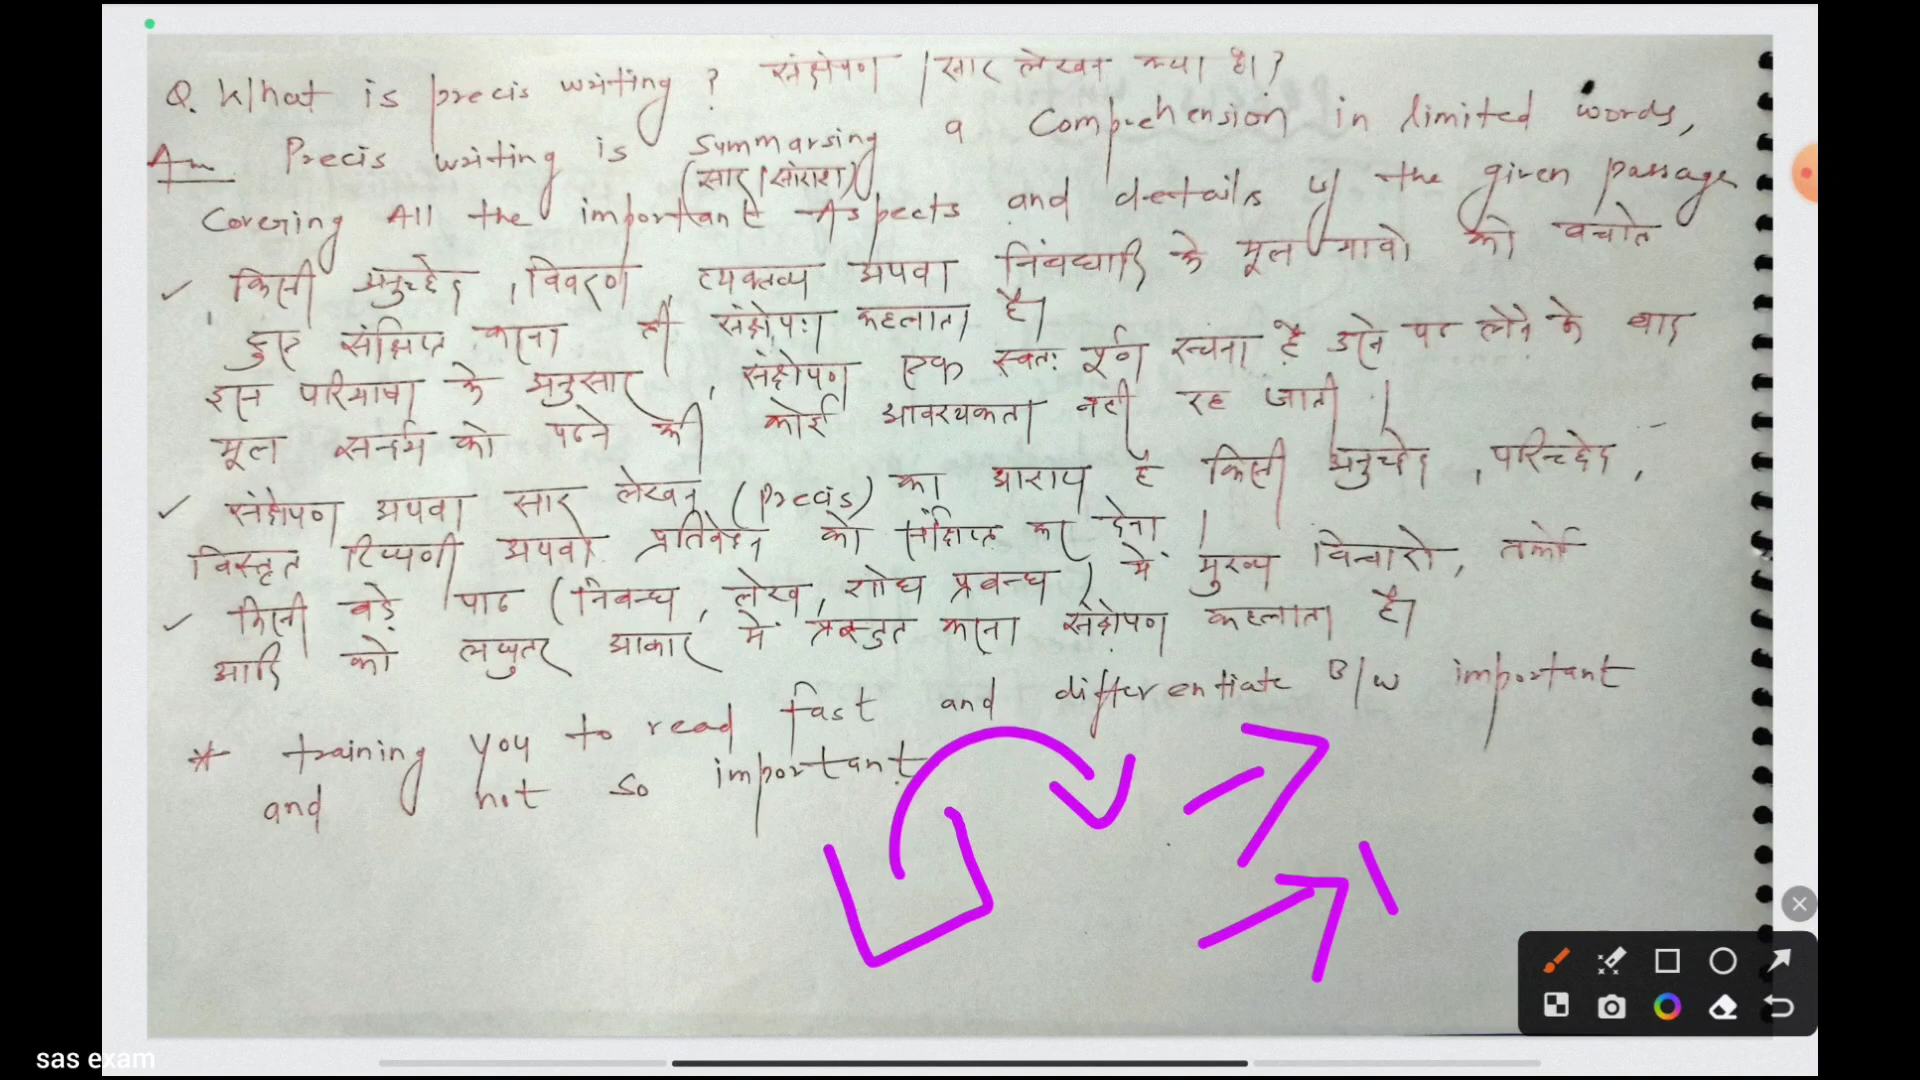 Q. What is precis writing? संक्षेपण / सार लेखन क्या है।?
Ans. Precis writing is summarsing a Comprehension in limited words,
(सार / सारांश)
Covering All the important Aspects and details of the given passage
✓ किसी अनुच्छेद, विवरण, व्यक्तव्य अथवा निबंधादि के मूल भावो को बचाते
हुए संक्षिप्त करना ही संक्षेपण कहलाता है।
इस परिभाषा के अनुसार, संक्षेपण एक स्वतः पूर्ण रचना है उसे पढ लेने के बाद
मूल सन्दर्भ को पढने की कोई आवश्यकता नही रह जाती।
✓ संक्षेपण अथवा सार लेखन (Precis) का आशय है किसी अनुच्छेद, परिच्छेद,
विस्तृत टिप्पणी अथवा प्रतिवेदन को संक्षिप्त कर देना।
✓ किसी बड़े पाठ (निबन्ध, लेख, शोध प्रबन्ध) में मुख्य विचारो, तर्को
आदि को लघुतर आकार में प्रस्तुत करना संक्षेपण कहलाता है।
* training you to read fast and differentiate B/w important
and not so important
sas exam